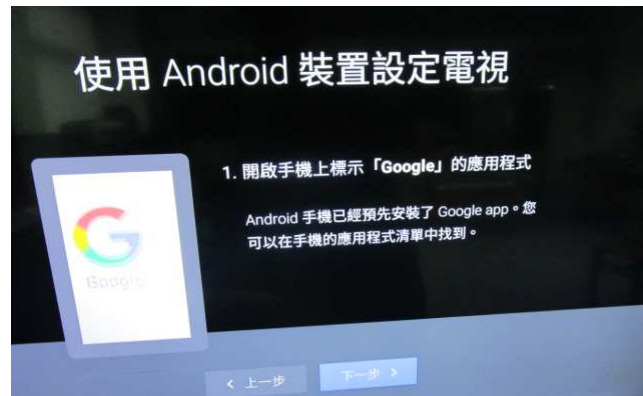 使用 Android 裝置設定電視
1. 開啟手機上標示「Google」的應用程式
Android 手機已經預先安裝了 Google app。您
可以在手機的應用程式清單中找到。
Google
< 上一步
下一步 >